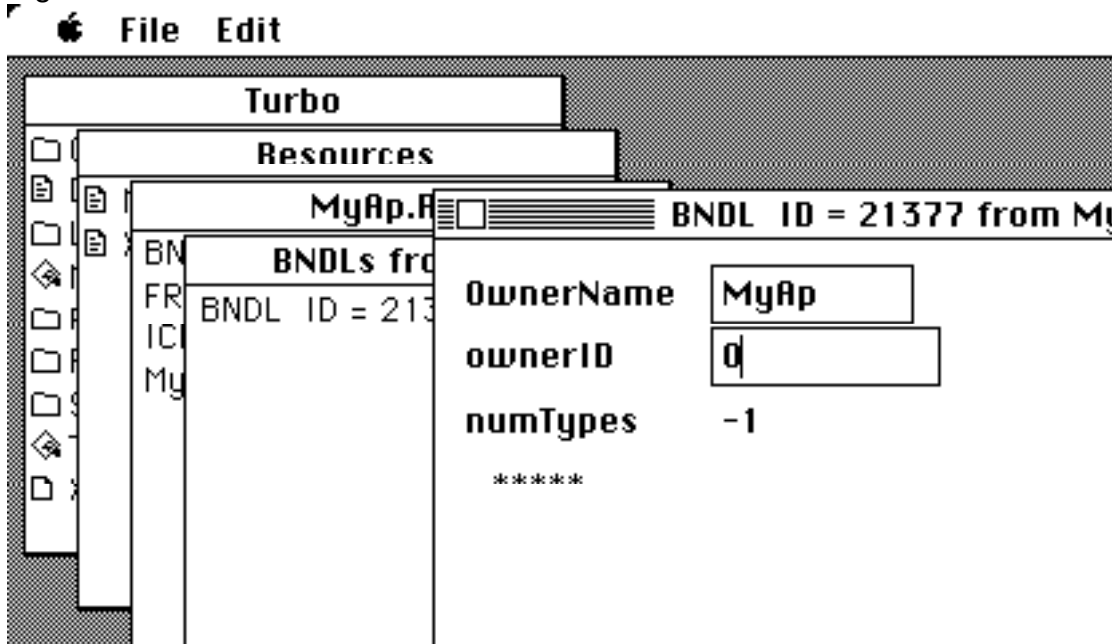 File Edit
Turbo
Resources
MyAp.R
BNDL ID = 21377 from My
BNDLs fro
BN
FR
ICN
My
BNDL ID = 213
OwnerName MyAp
ownerID 0
numTypes -1
*****